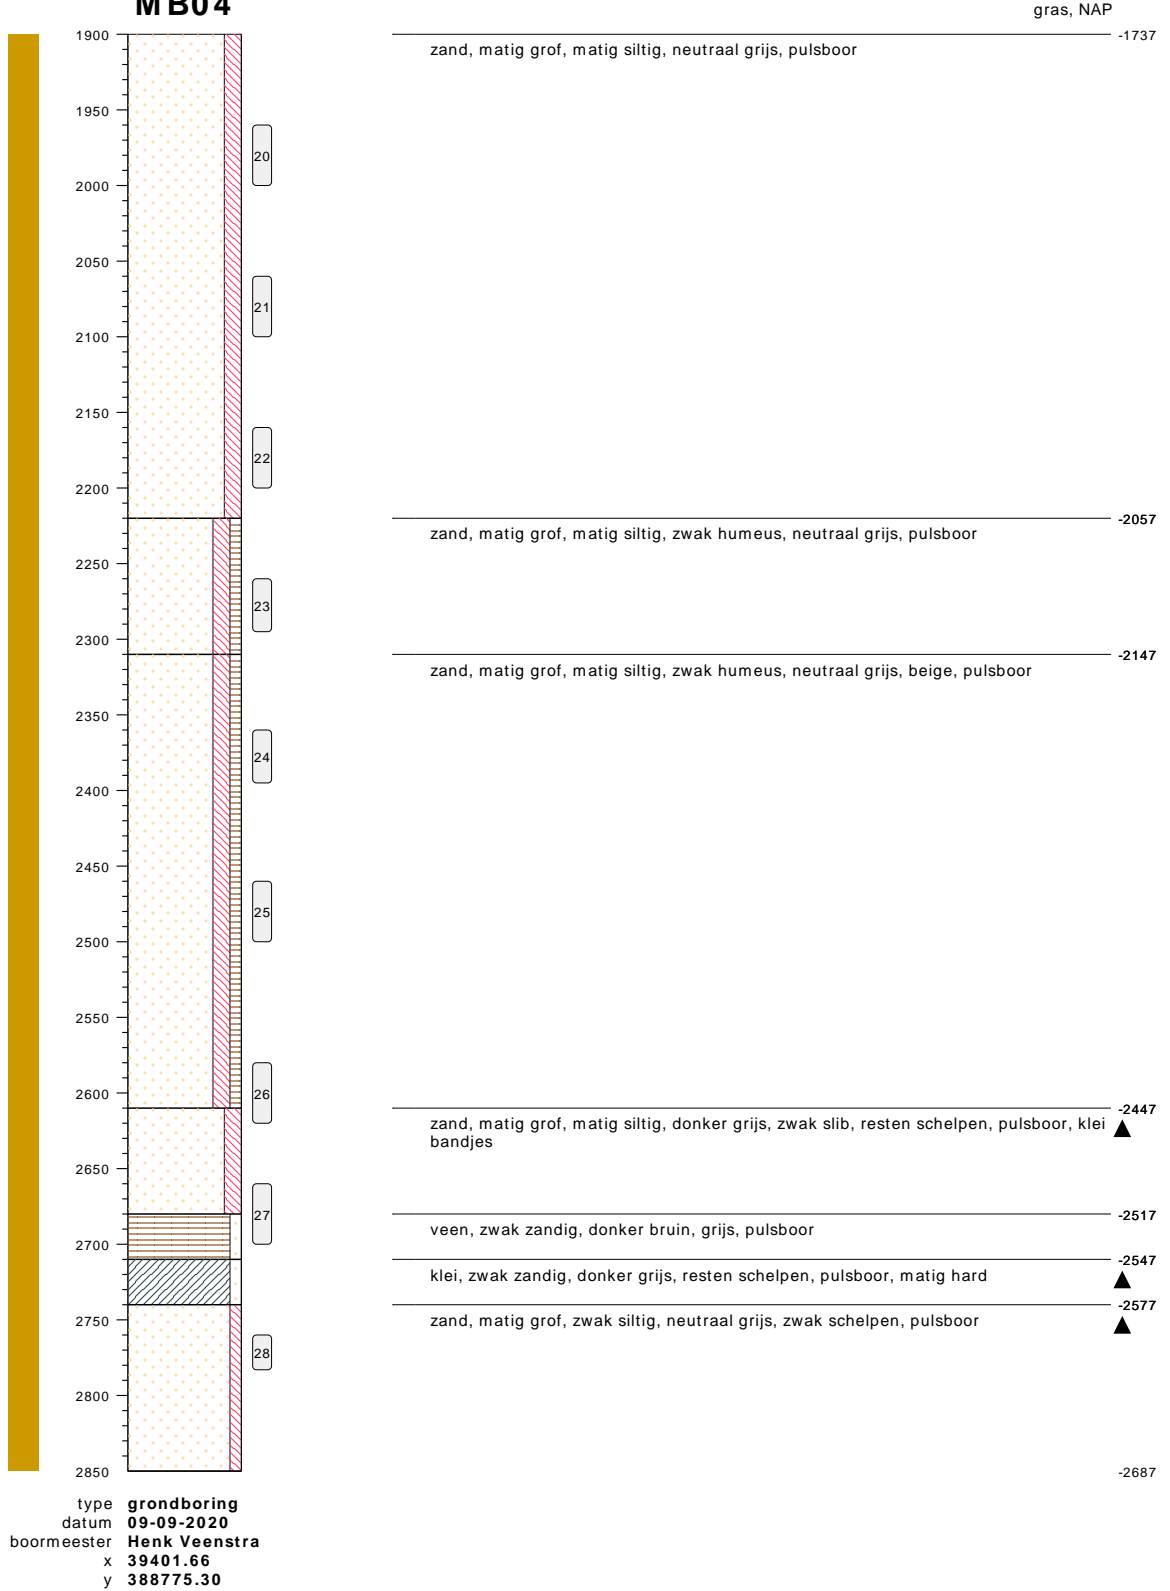 MB04
gras, NAP
1900
-1737
zand, matig grof, matig siltig, neutraal grijs, pulsboor
1950
20
2000
2050
21
2100
2150
22
2200
-2057
zand, matig grof, matig siltig, zwak humeus, neutraal grijs, pulsboor
2250
23
2300
-2147
zand, matig grof, matig siltig, zwak humeus, neutraal grijs, beige, pulsboor
2350
24
2400
2450
25
2500
2550
26
2600
-2447
zand, matig grof, matig siltig, donker grijs, zwak slib, resten schelpen, pulsboor, klei
bandjes
2650
27
-2517
veen, zwak zandig, donker bruin, grijs, pulsboor
2700
-2547
klei, zwak zandig, donker grijs, resten schelpen, pulsboor, matig hard
-2577
zand, matig grof, zwak siltig, neutraal grijs, zwak schelpen, pulsboor
2750
28
2800
2850
-2687
type grondboring
datum 09-09-2020
boormeester Henk Veenstra
x 39401.66
y 388775.30